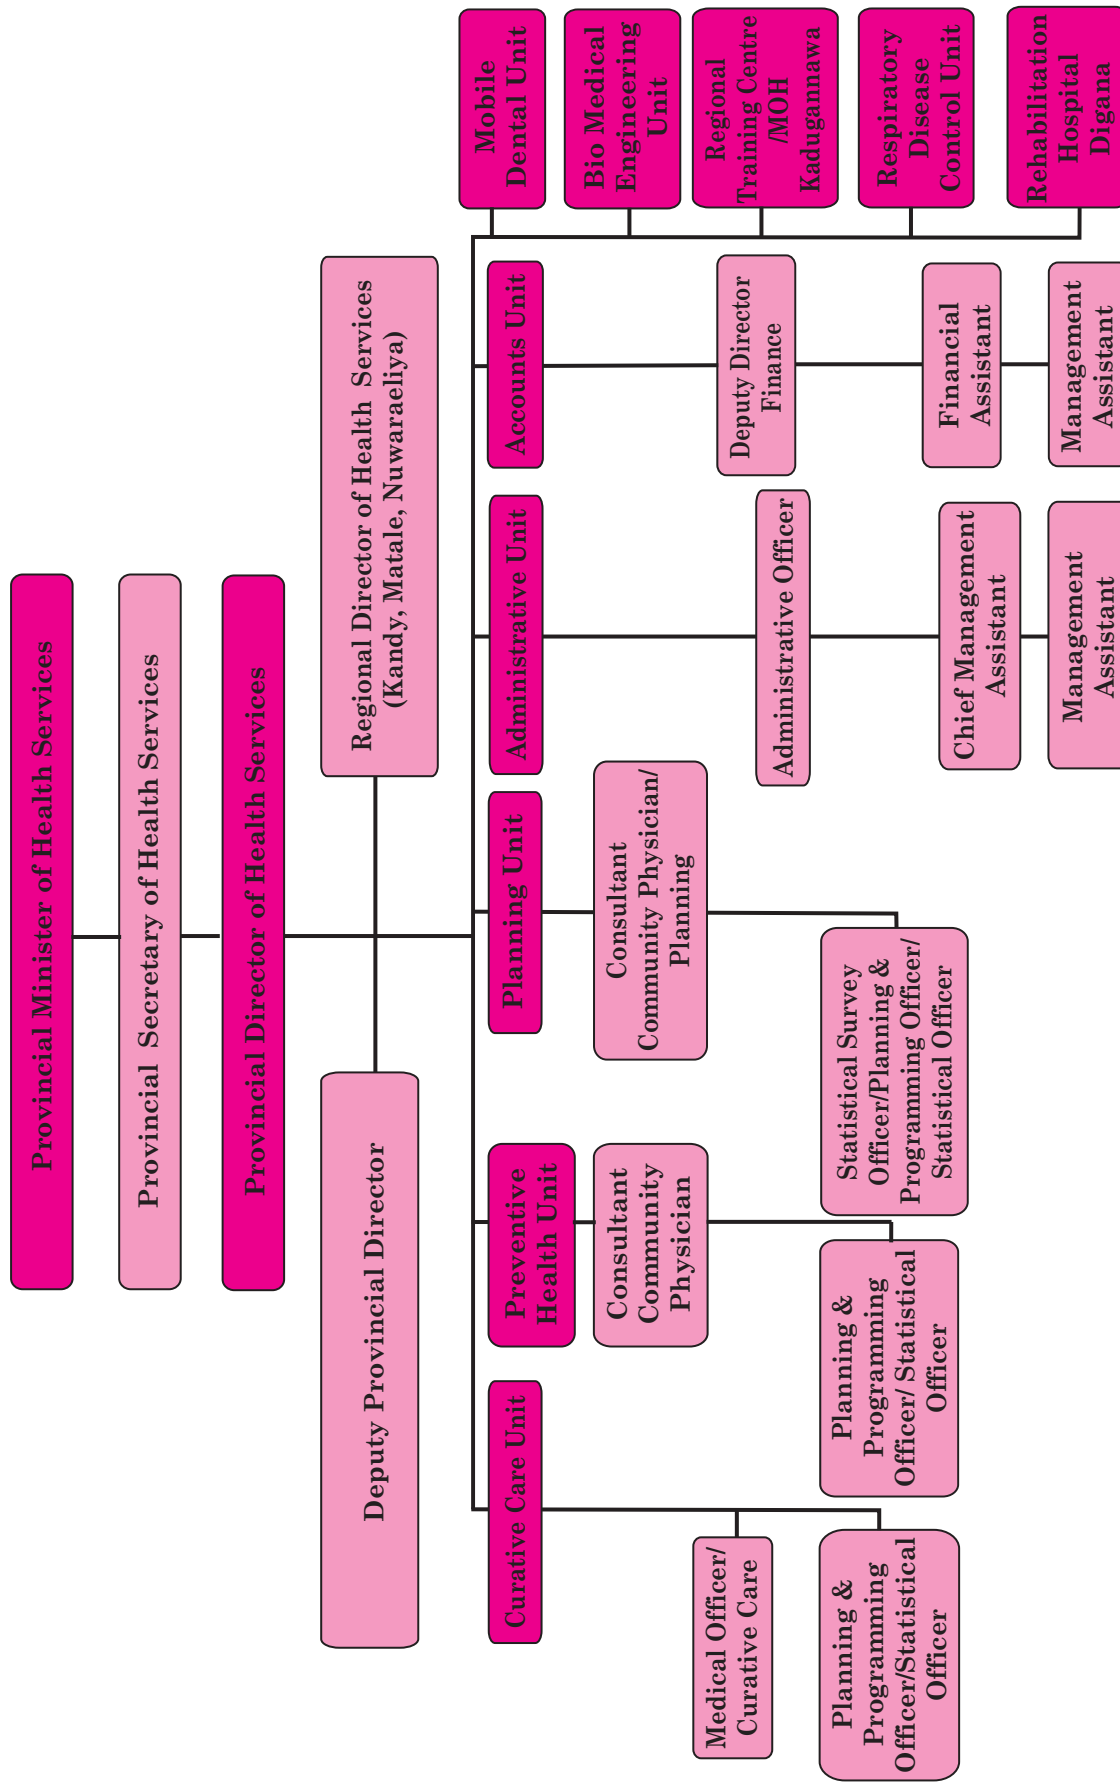 Provincial Minister of Health Services
Provincial Secretary of Health Services
Provincial Director of Health Services
Deputy Provincial Director
Regional Director of Health Services
(Kandy, Matale, Nuwaraeliya)
Curative Care Unit
Medical Officer/
Curative Care
Planning &
Programming
Officer/Statistical
Officer
Preventive
Health Unit
Consultant
Community
Physician
Planning &
Programming
Officer/ Statistical
Officer
Planning Unit
Consultant
Community Physician/
Planning
Statistical Survey
Officer/Planning &
Programming Officer/
Statistical Officer
Administrative Unit
Administrative Officer
Chief Management
Assistant
Management
Assistant
Accounts Unit
Deputy Director
Finance
Financial
Assistant
Management
Assistant
Mobile
Dental Unit
Bio Medical
Engineering
Unit
Regional
Training Centre
/MOH
Kadugannawa
Respiratory
Disease
Control Unit
Rehabilitation
Hospital
Digana